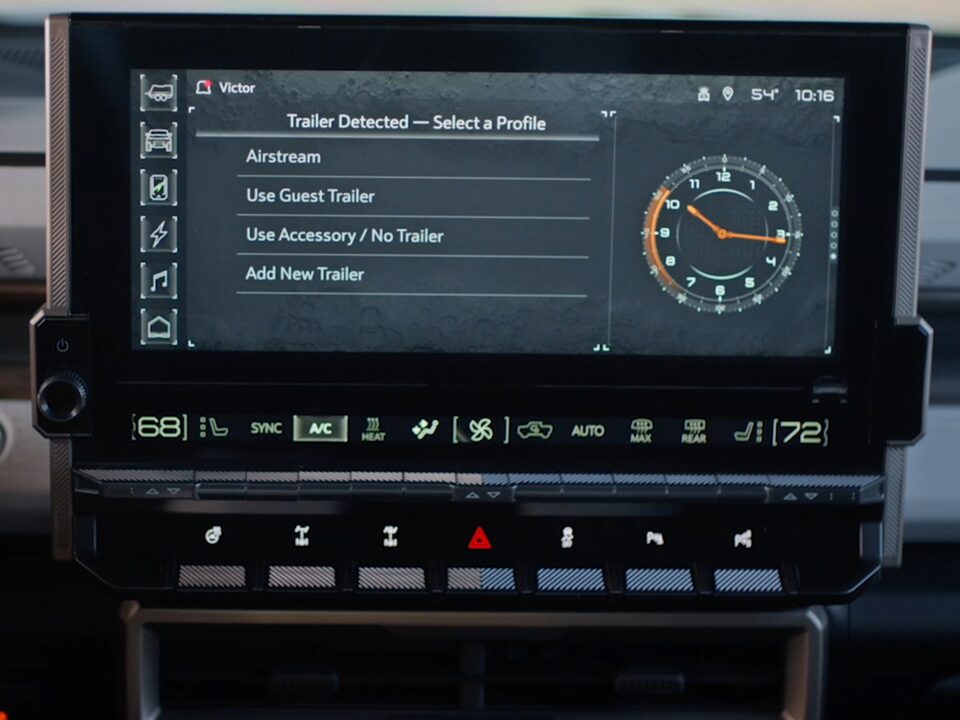 Victor
54° 10:16
Trailer Detected — Select a Profile
Airstream
Use Guest Trailer
Use Accessory / No Trailer
Add New Trailer
12
1
2
3
4
5
6
7
8
9
10
11
68 SYNC A/C HEAT AUTO MAX REAR 72
OFF